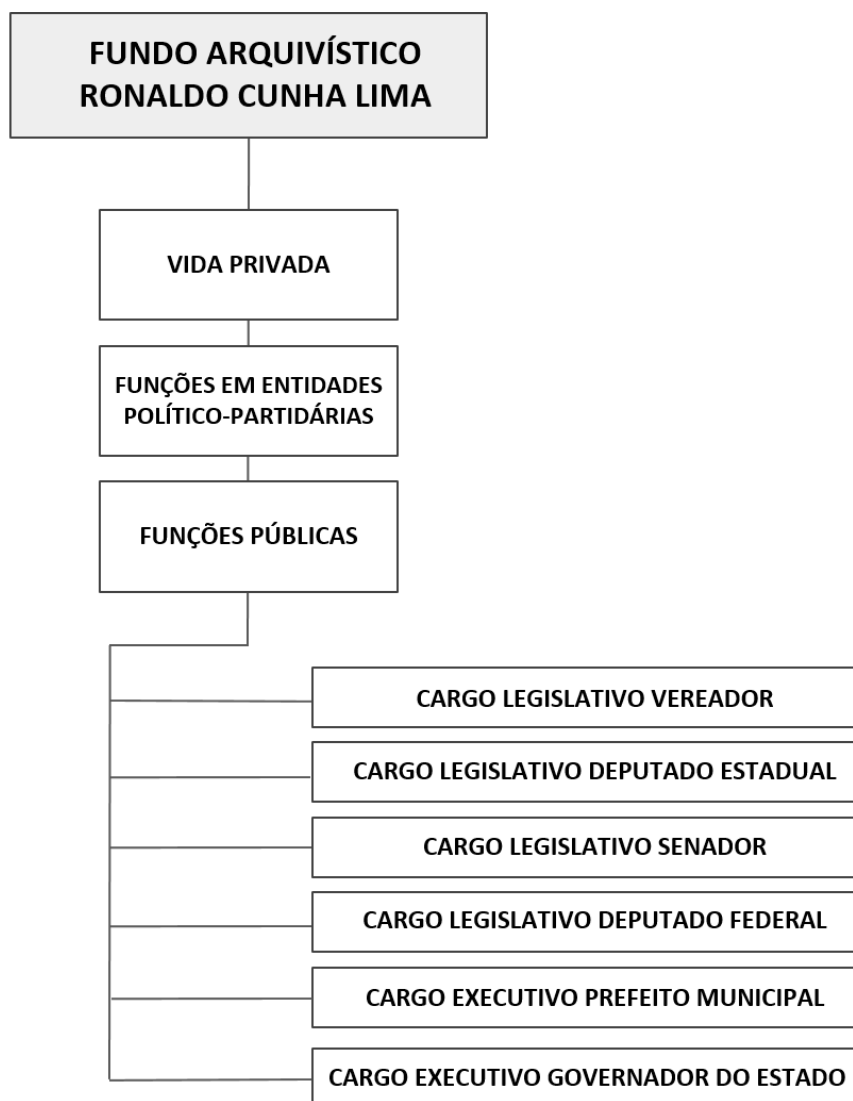 FUNDO ARQUIVÍSTICO
RONALDO CUNHA LIMA
VIDA PRIVADA
FUNÇÕES EM ENTIDADES
POLÍTICO-PARTIDÁRIAS
FUNÇÕES PÚBLICAS
CARGO LEGISLATIVO VEREADOR
CARGO LEGISLATIVO DEPUTADO ESTADUAL
CARGO LEGISLATIVO SENADOR
CARGO LEGISLATIVO DEPUTADO FEDERAL
CARGO EXECUTIVO PREFEITO MUNICIPAL
CARGO EXECUTIVO GOVERNADOR DO ESTADO